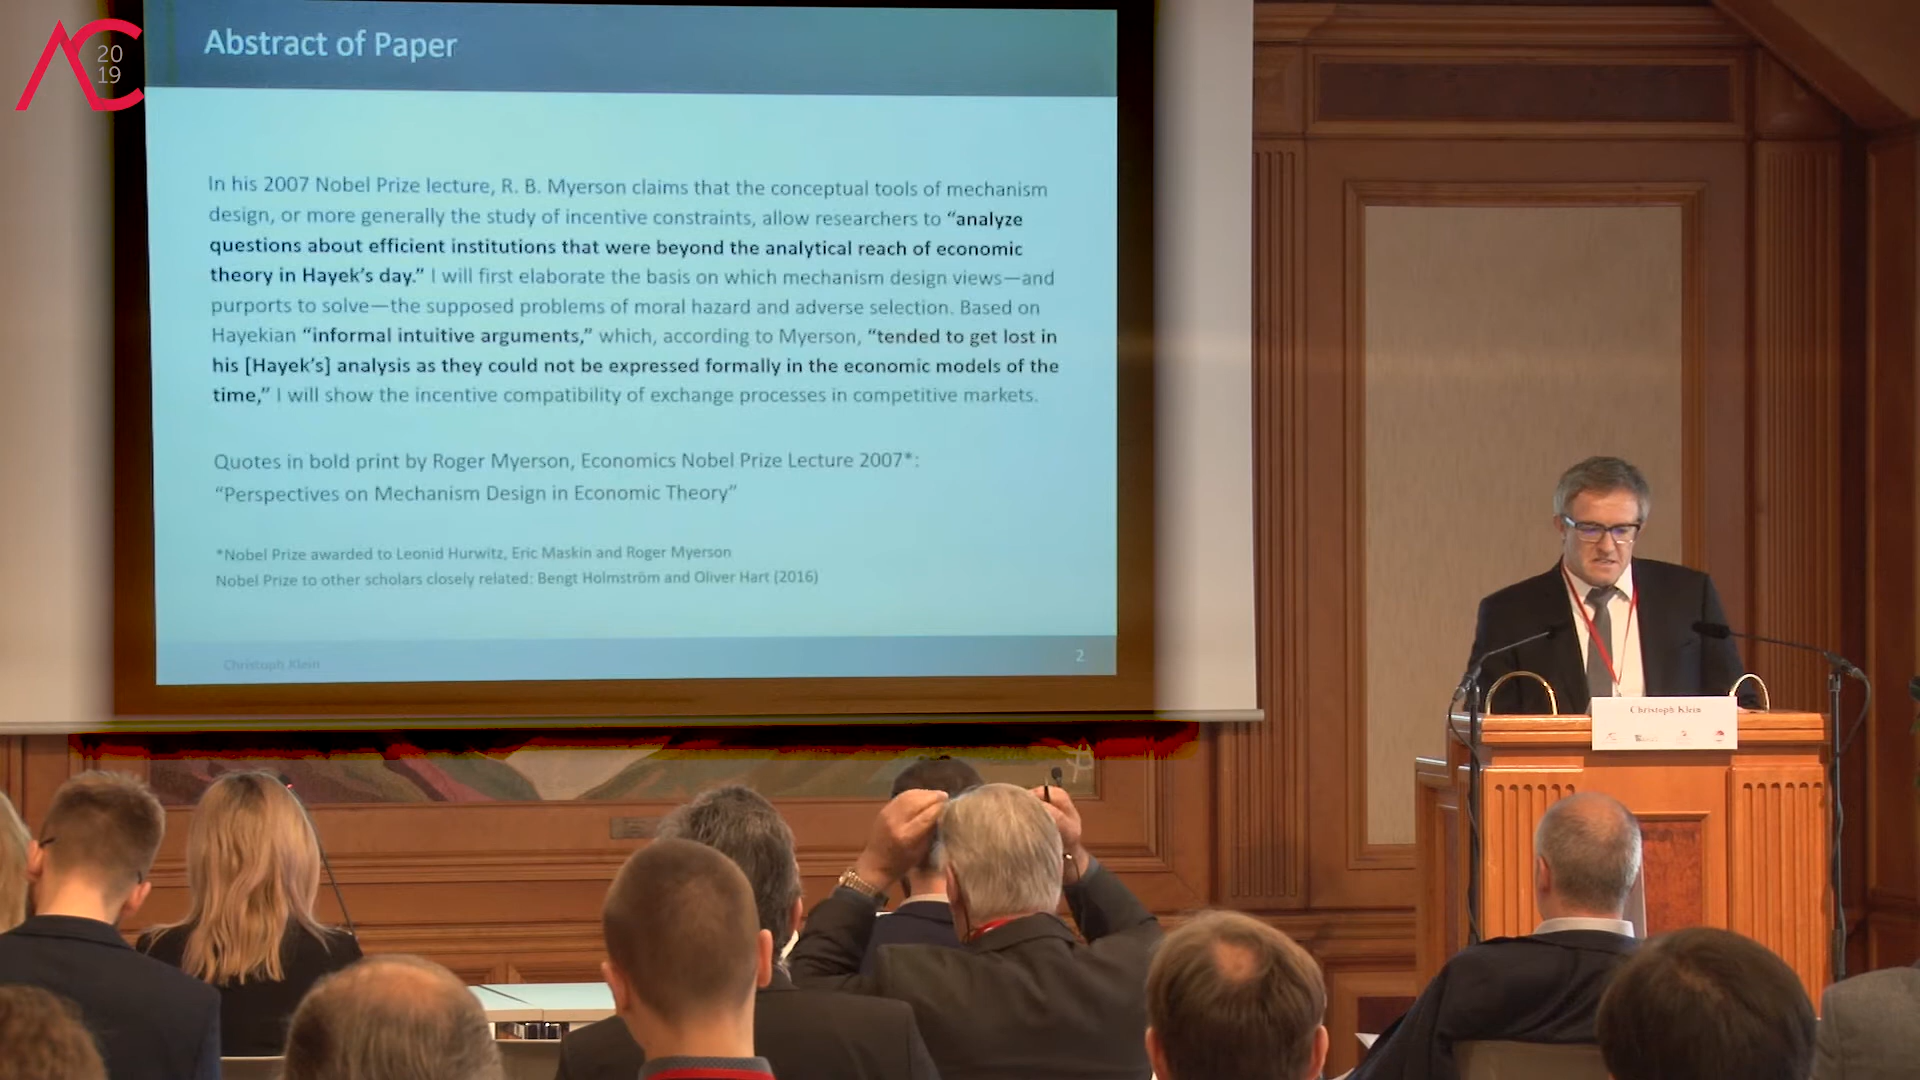 AC
20
19
Abstract of Paper
In his 2007 Nobel Prize lecture, R. B. Myerson claims that the conceptual tools of mechanism
design, or more generally the study of incentive constraints, allow researchers to “analyze
questions about efficient institutions that were beyond the analytical reach of economic
theory in Hayek’s day.” I will first elaborate the basis on which mechanism design views—and
purports to solve—the supposed problems of moral hazard and adverse selection. Based on
Hayekian “informal intuitive arguments,” which, according to Myerson, “tended to get lost in
his [Hayek’s] analysis as they could not be expressed formally in the economic models of the
time,” I will show the incentive compatibility of exchange processes in competitive markets.
Quotes in bold print by Roger Myerson, Economics Nobel Prize Lecture 2007*:
“Perspectives on Mechanism Design in Economic Theory”
*Nobel Prize awarded to Leonid Hurwitz, Eric Maskin and Roger Myerson
Nobel Prize to other scholars closely related: Bengt Holmström and Oliver Hart (2016)
Christoph Klein
2
Christoph Klein